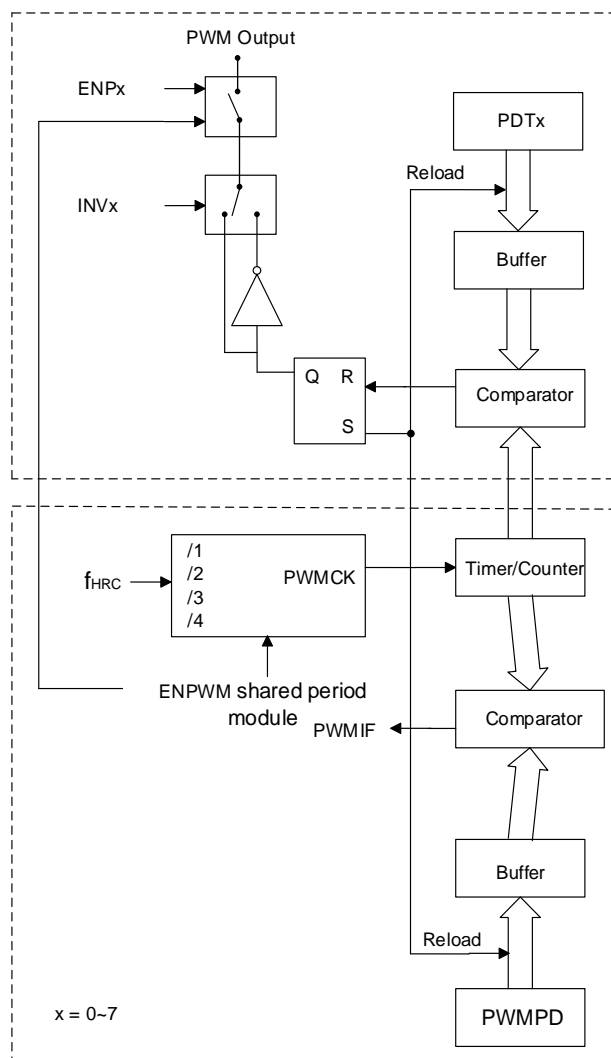 PWM Output
ENPx
PDTx
Reload
INVx
Buffer
Q R
S
Comparator
fHRC
/1
/2
/3
/4
PWMCK
Timer/Counter
ENPWM shared period
module
PWMIF
Comparator
Buffer
Reload
x = 0~7
PWMPD